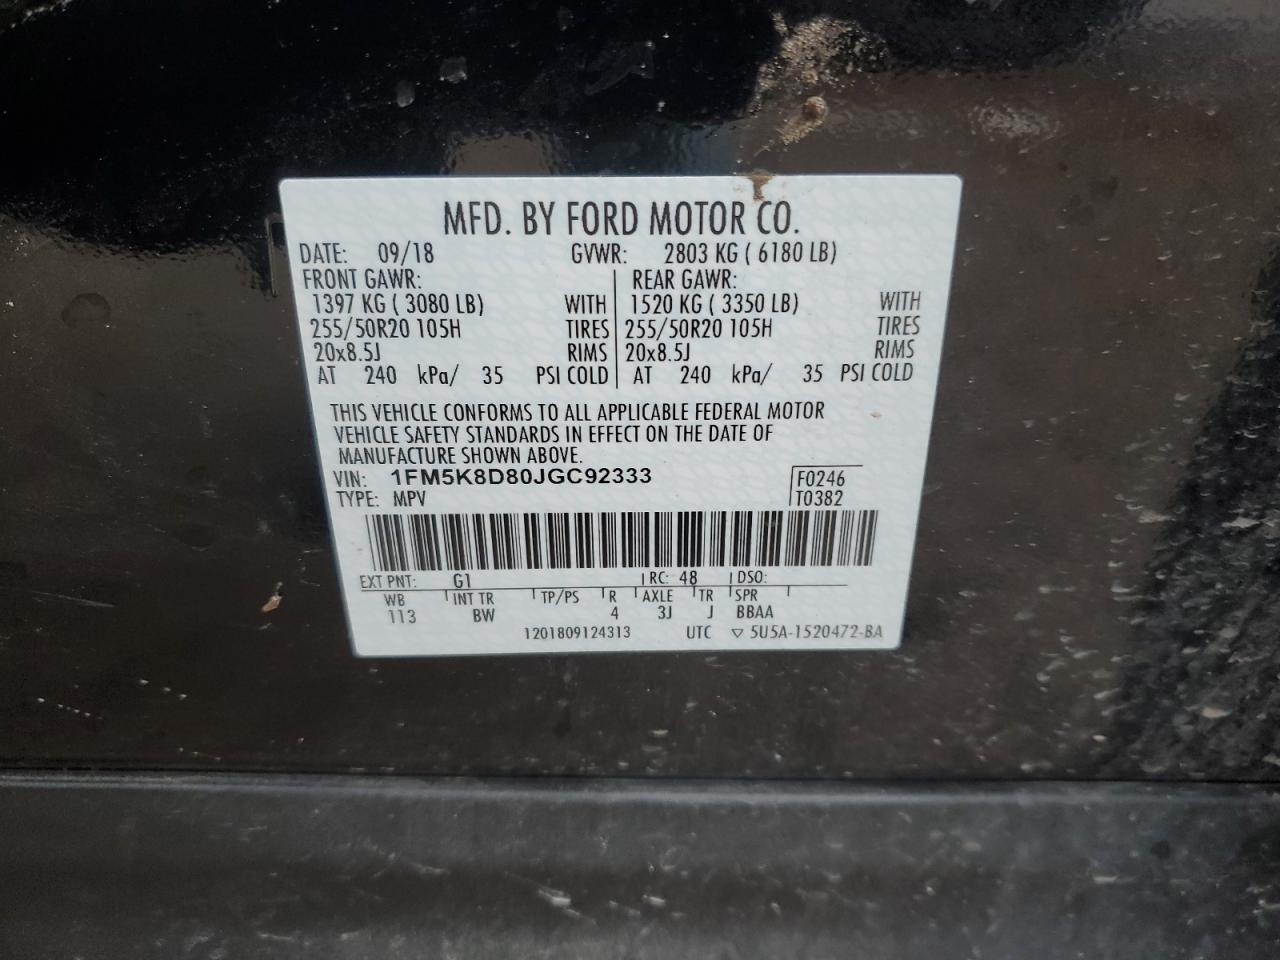 MFD. BY FORD MOTOR CO.
DATE: 09/18 GVWR: 2803 KG ( 6180 LB)
FRONT GAWR: REAR GAWR:
1397 KG ( 3080 LB) WITH 1520 KG ( 3350 LB) WITH
255/50R20 105H TIRES 255/50R20 105H TIRES
20x8.5J RIMS 20x8.5J RIMS
AT 240 kPa/ 35 PSI COLD AT 240 kPa/ 35 PSI COLD
THIS VEHICLE CONFORMS TO ALL APPLICABLE FEDERAL MOTOR
VEHICLE SAFETY STANDARDS IN EFFECT ON THE DATE OF
MANUFACTURE SHOWN ABOVE.
VIN: 1FM5K8D80JGC92333 F0246
TYPE: MPV T0382
EXT PNT: G1 RC: 48 DSO:
WB INT TR TP/PS R AXLE TR SPR
113 BW 4 3J J BBAA
1201809124313 UTC ▽ 5U5A-1520472-BA